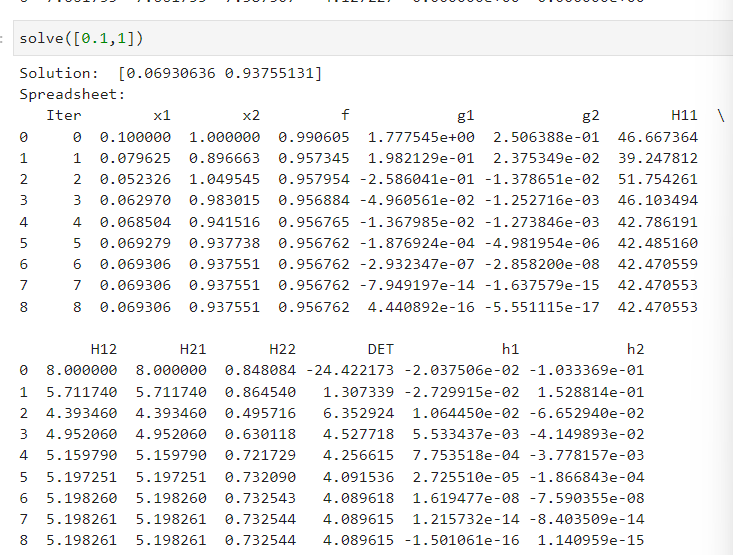 solve([0.1,1])
Solution:  [0.06930636 0.93755131]
Spreadsheet:
   Iter        x1        x2         f            g1            g2        H11  \
0     0  0.100000  1.000000  0.990605  1.777545e+00  2.506388e-01  46.667364
1     1  0.079625  0.896663  0.957345  1.982129e-01  2.375349e-02  39.247812
2     2  0.052326  1.049545  0.957954 -2.586041e-01 -1.378651e-02  51.754261
3     3  0.062970  0.983015  0.956884 -4.960561e-02 -1.252716e-03  46.103494
4     4  0.068504  0.941516  0.956765 -1.367985e-02 -1.273846e-03  42.786191
5     5  0.069279  0.937738  0.956762 -1.876924e-04 -4.981954e-06  42.485160
6     6  0.069306  0.937551  0.956762 -2.932347e-07 -2.858200e-08  42.470559
7     7  0.069306  0.937551  0.956762 -7.949197e-14 -1.637579e-15  42.470553
8     8  0.069306  0.937551  0.956762  4.440892e-16 -5.551115e-17  42.470553
        H12       H21       H22        DET            h1            h2
0  8.000000  8.000000  0.848084 -24.422173 -2.037506e-02 -1.033369e-01
1  5.711740  5.711740  0.864540   1.307339 -2.729915e-02  1.528814e-01
2  4.393460  4.393460  0.495716   6.352924  1.064450e-02 -6.652940e-02
3  4.952060  4.952060  0.630118   4.527718  5.533437e-03 -4.149893e-02
4  5.159790  5.159790  0.721729   4.256615  7.753518e-04 -3.778157e-03
5  5.197251  5.197251  0.732090   4.091536  2.725510e-05 -1.866843e-04
6  5.198260  5.198260  0.732543   4.089618  1.619477e-08 -7.590355e-08
7  5.198261  5.198261  0.732544   4.089615  1.215732e-14 -8.403509e-14
8  5.198261  5.198261  0.732544   4.089615 -1.501061e-16  1.140959e-15